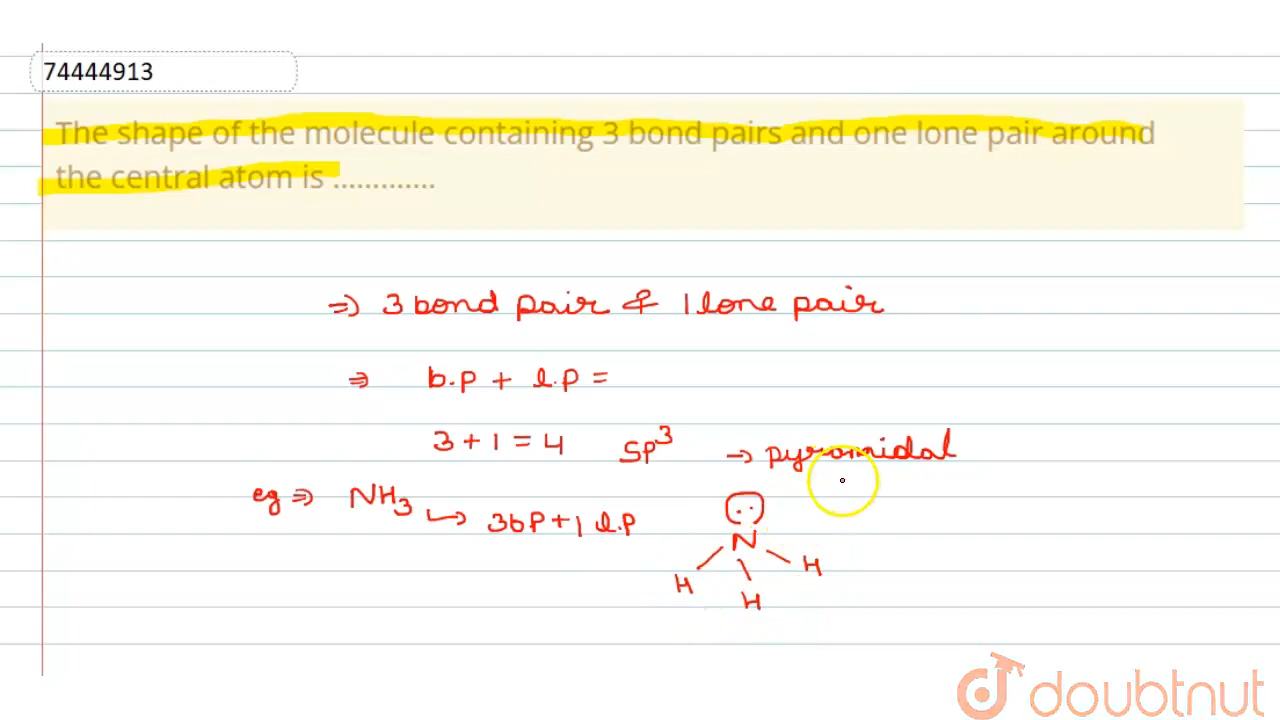 74444913
The shape of the molecule containing 3 bond pairs and one lone pair around
the central atom is .............
⇒ 3 bond pair & 1 lone pair
⇒ b.p + l.p =
3 + 1 = 4 sp³ → pyramidal
eg ⇒ NH₃ ↳ 3bp + 1 l.p
N
H H H
doubtnut